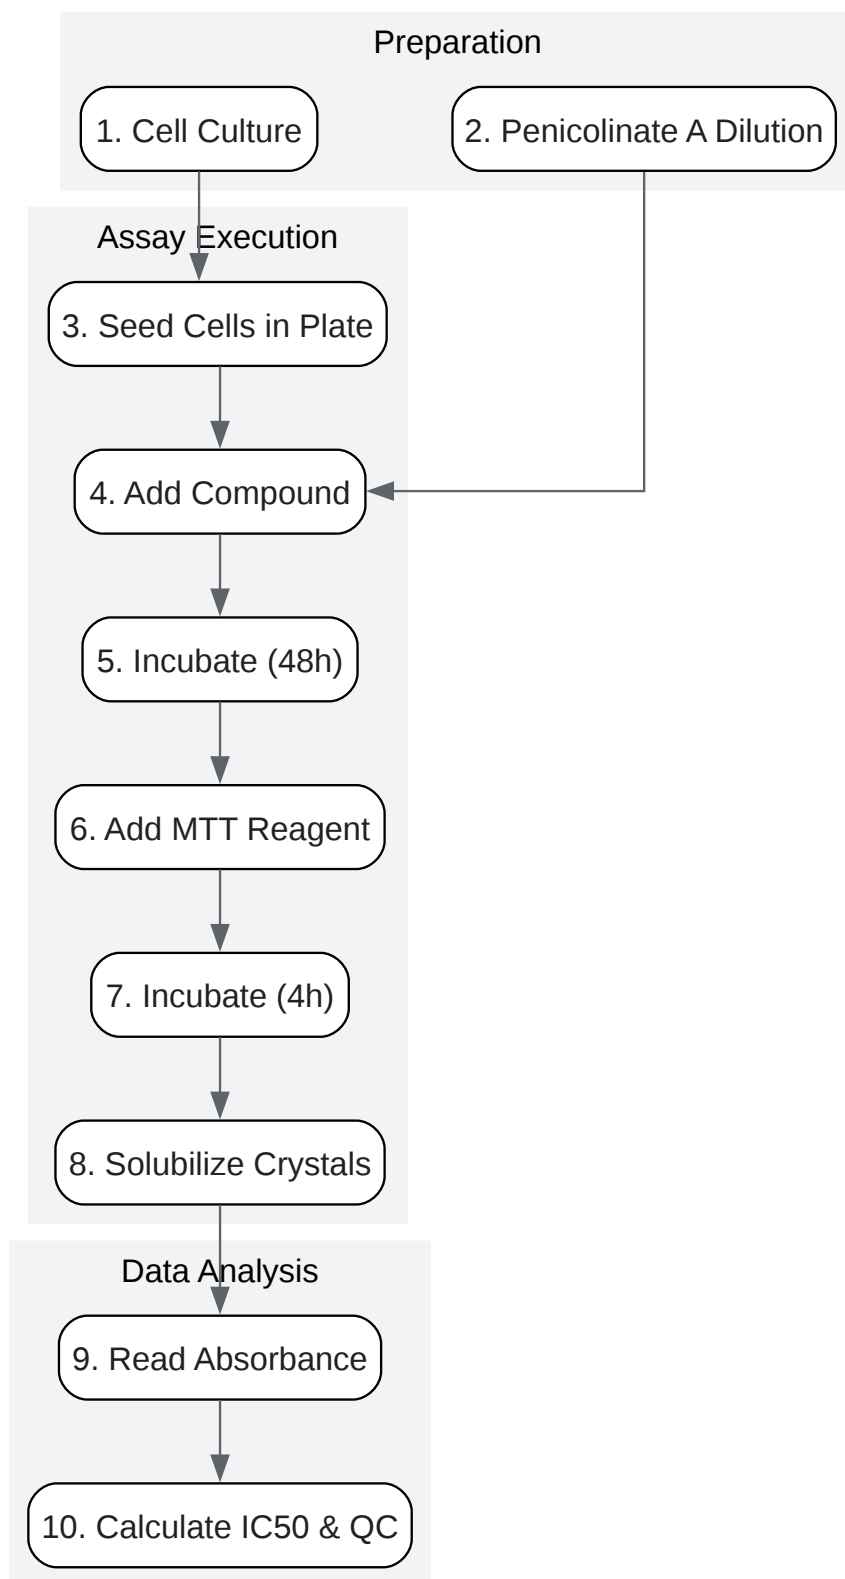 Preparation
1. Cell Culture
2. Penicolinate A Dilution
Assay Execution
3. Seed Cells in Plate
4. Add Compound
5. Incubate (48h)
6. Add MTT Reagent
7. Incubate (4h)
8. Solubilize Crystals
Data Analysis
9. Read Absorbance
10. Calculate IC50 & QC